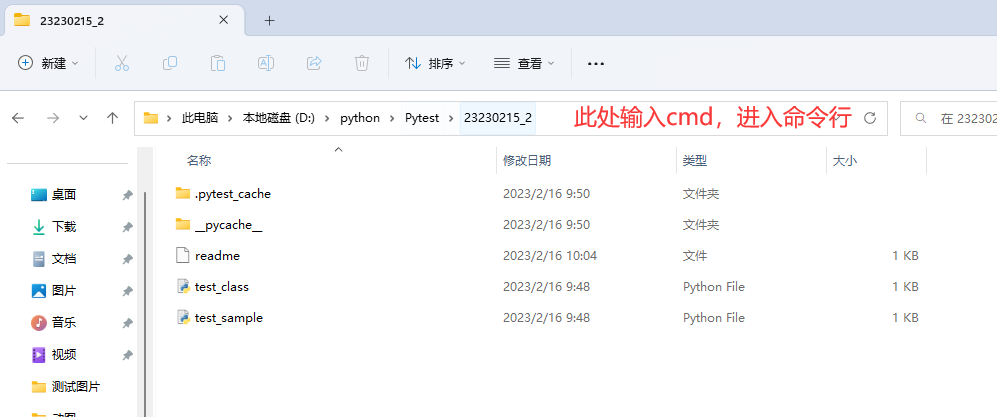 23230215_2
新建 排序 查看
此电脑 本地磁盘 (D:) python Pytest 23230215_2 此处输入cmd，进入命令行 在 232302
名称 修改日期 类型 大小
桌面 .pytest_cache 2023/2/16 9:50 文件夹
下载 __pycache__ 2023/2/16 9:50 文件夹
文档 readme 2023/2/16 10:04 文件 1 KB
图片 test_class 2023/2/16 9:48 Python File 1 KB
音乐 test_sample 2023/2/16 9:48 Python File 1 KB
视频
测试图片